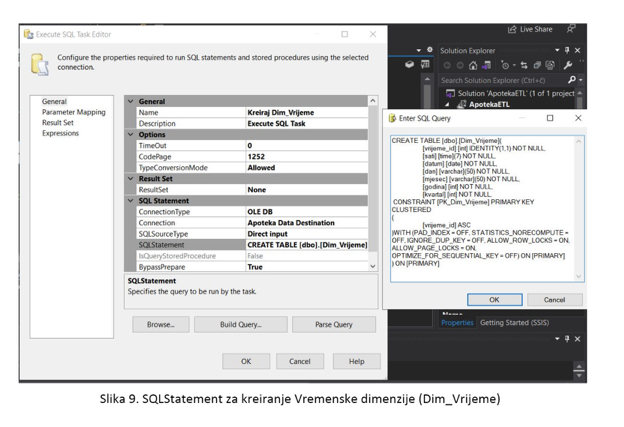 Execute SQL Task Editor
Configure the properties required to run SQL statements and stored procedures using the selected
connection.
General
Parameter Mapping
Result Set
Expressions
General
Name Kreiraj Dim_Vrijeme
Description Execute SQL Task
Options
TimeOut 0
CodePage 1252
TypeConversionMode Allowed
Result Set
ResultSet None
SQL Statement
ConnectionType OLE DB
Connection Apoteka Data Destination
SQLSourceType Direct input
SQLStatement CREATE TABLE [dbo].[Dim_Vrijeme]
IsQueryStoredProcedure False
BypassPrepare True
SQLStatement
Specifies the query to be run by the task.
Browse...
Build Query...
Parse Query
OK
Cancel
Help
Live Share
Solution Explorer
Search Solution Explorer (Ctrl+č)
Solution 'ApotekaETL' (1 of 1 project
ApotekaETL
Enter SQL Query
CREATE TABLE [dbo].[Dim_Vrijeme](
[vrijeme_id] [int] IDENTITY(1,1) NOT NULL,
[sati] [time](7) NOT NULL,
[datum] [date] NOT NULL,
[dan] [varchar](50) NOT NULL,
[mjesec] [varchar](50) NOT NULL,
[godina] [int] NOT NULL,
[kvartal] [int] NOT NULL,
CONSTRAINT [PK_Dim_Vrijeme] PRIMARY KEY
CLUSTERED
(
[vrijeme_id] ASC
)WITH (PAD_INDEX = OFF, STATISTICS_NORECOMPUTE =
OFF, IGNORE_DUP_KEY = OFF, ALLOW_ROW_LOCKS = ON,
ALLOW_PAGE_LOCKS = ON,
OPTIMIZE_FOR_SEQUENTIAL_KEY = OFF) ON [PRIMARY]
) ON [PRIMARY]
OK
Cancel
Properties
Getting Started (SSIS)
Slika 9. SQLStatement za kreiranje Vremenske dimenzije (Dim_Vrijeme)